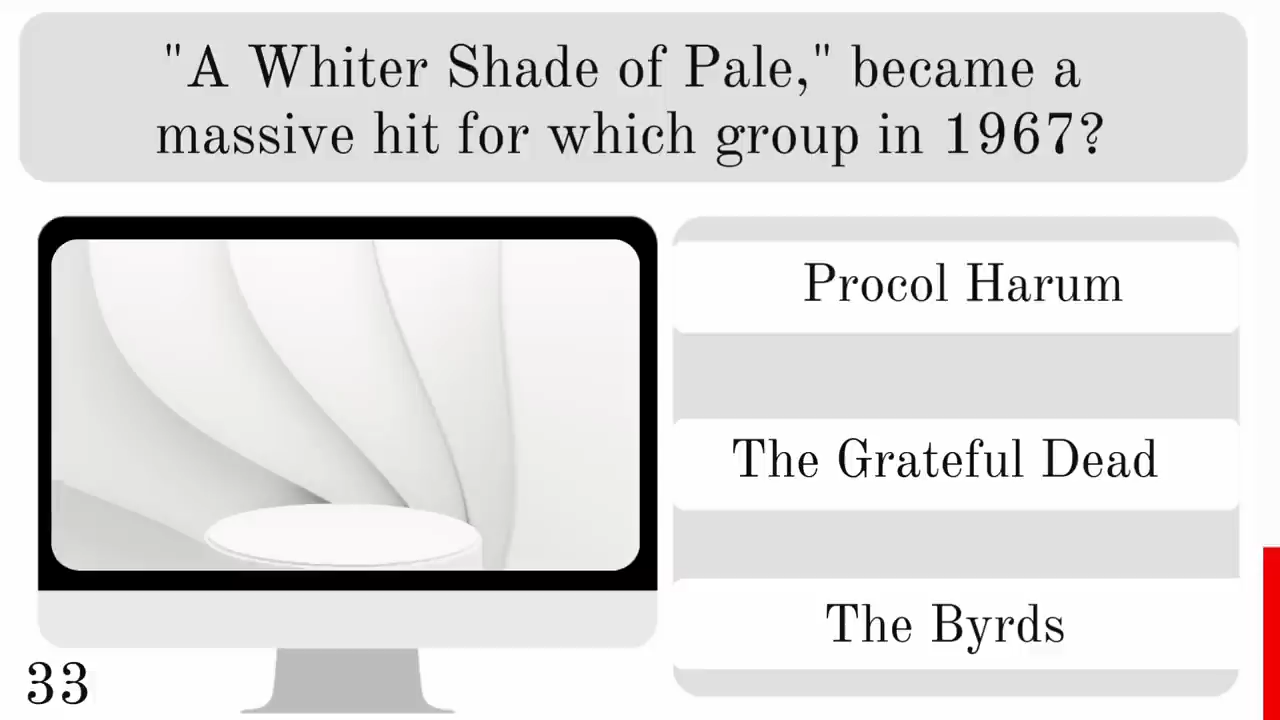 "A Whiter Shade of Pale," became a
massive hit for which group in 1967?
Procol Harum
The Grateful Dead
The Byrds
33